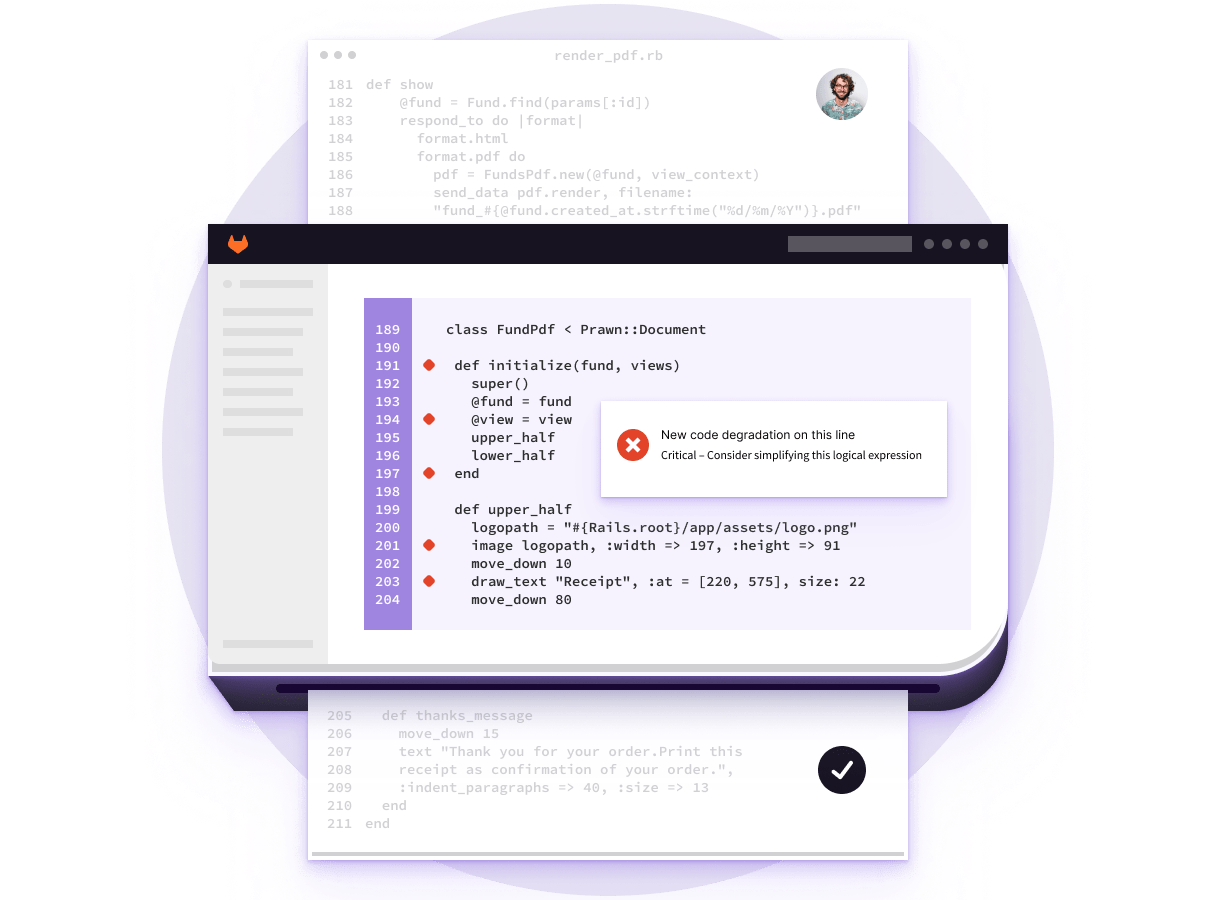 render_pdf.rb
181 def show
182 @fund = Fund.find(params[:id])
183 respond_to do |format|
184 format.html
185 format.pdf do
186 pdf = FundsPdf.new(@fund, view_context)
187 send_data pdf.render, filename:
188 "fund_#{@fund.created_at.strftime("%d/%m/%Y")}.pdf"
189 class FundPdf < Prawn::Document
190
191 def initialize(fund, views)
192 super()
193 @fund = fund
194 @view = view
195 upper_half
196 lower_half
197 end
198
New code degradation on this line
Critical – Consider simplifying this logical expression
199 def upper_half
200 logopath = "#{Rails.root}/app/assets/logo.png"
201 image logopath, :width => 197, :height => 91
202 move_down 10
203 draw_text "Receipt", :at = [220, 575], size: 22
204 move_down 80
205 def thanks_message
206 move_down 15
207 text "Thank you for your order.Print this
208 receipt as confirmation of your order.",
209 :indent_paragraphs => 40, :size => 13
210 end
211 end